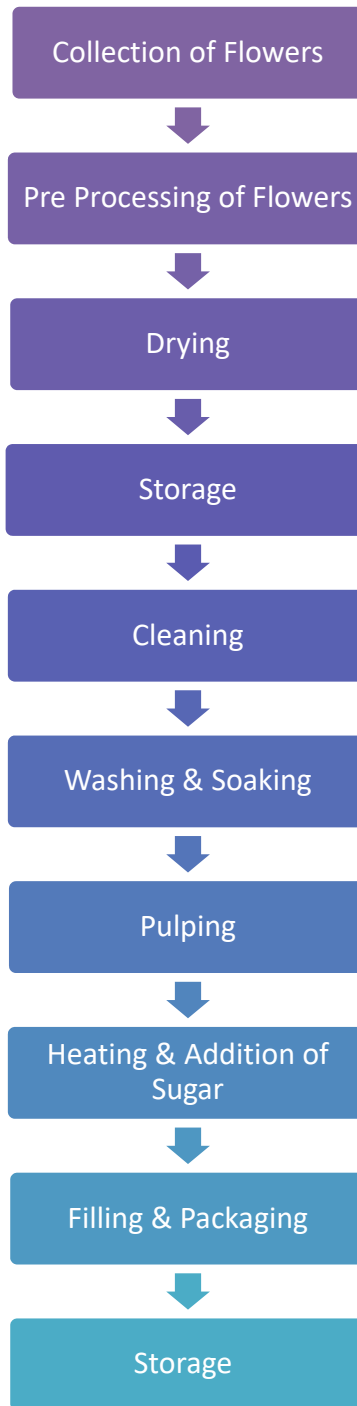 Collection of Flowers
Pre Processing of Flowers
Drying
Storage
Cleaning
Washing & Soaking
Pulping
Heating & Addition of
Sugar
Filling & Packaging
Storage